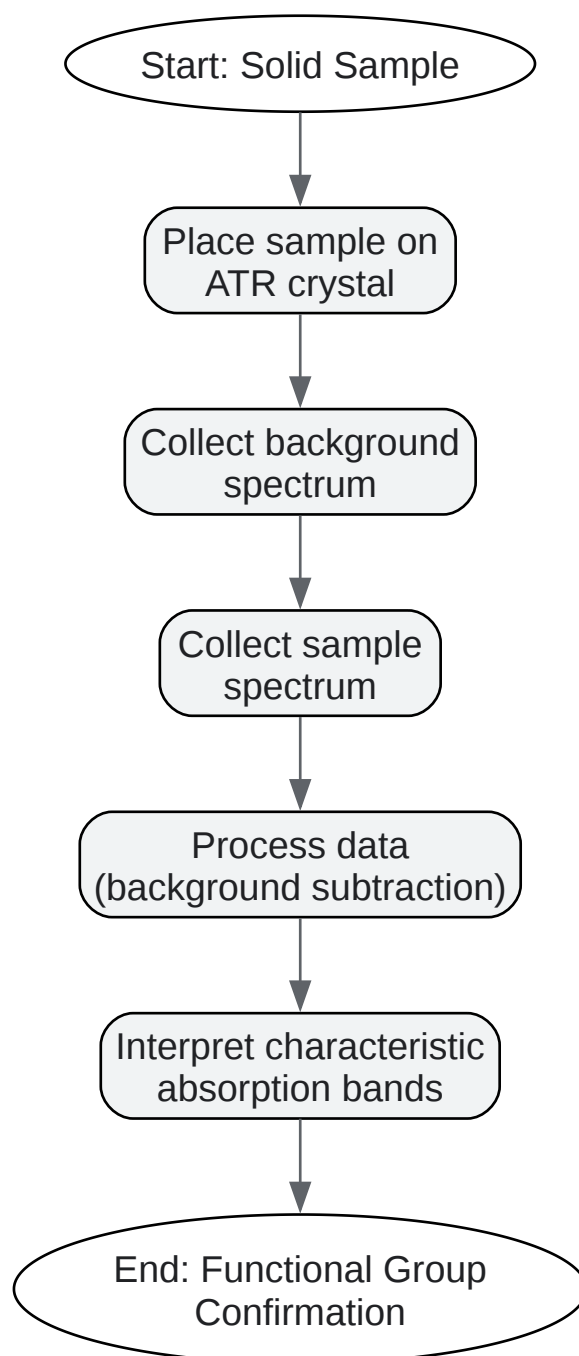 Start: Solid Sample
Place sample on
ATR crystal
Collect background
spectrum
Collect sample
spectrum
Process data
(background subtraction)
Interpret characteristic
absorption bands
End: Functional Group
Confirmation